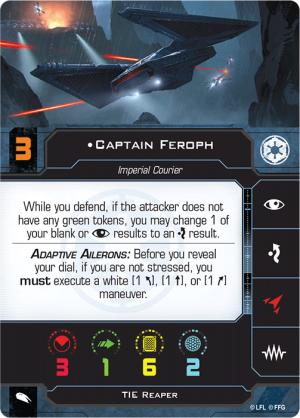 3
•Captain Feroph
Imperial Courier
While you defend, if the attacker does not
have any green tokens, you may change 1 of
your blank or results to an result.
Adaptive Ailerons: Before you reveal
your dial, if you are not stressed, you
must execute a white [1 ↰], [1 ↑], or [1 ↱]
maneuver.
3 1 6 2
TIE Reaper
© LFL © FFG